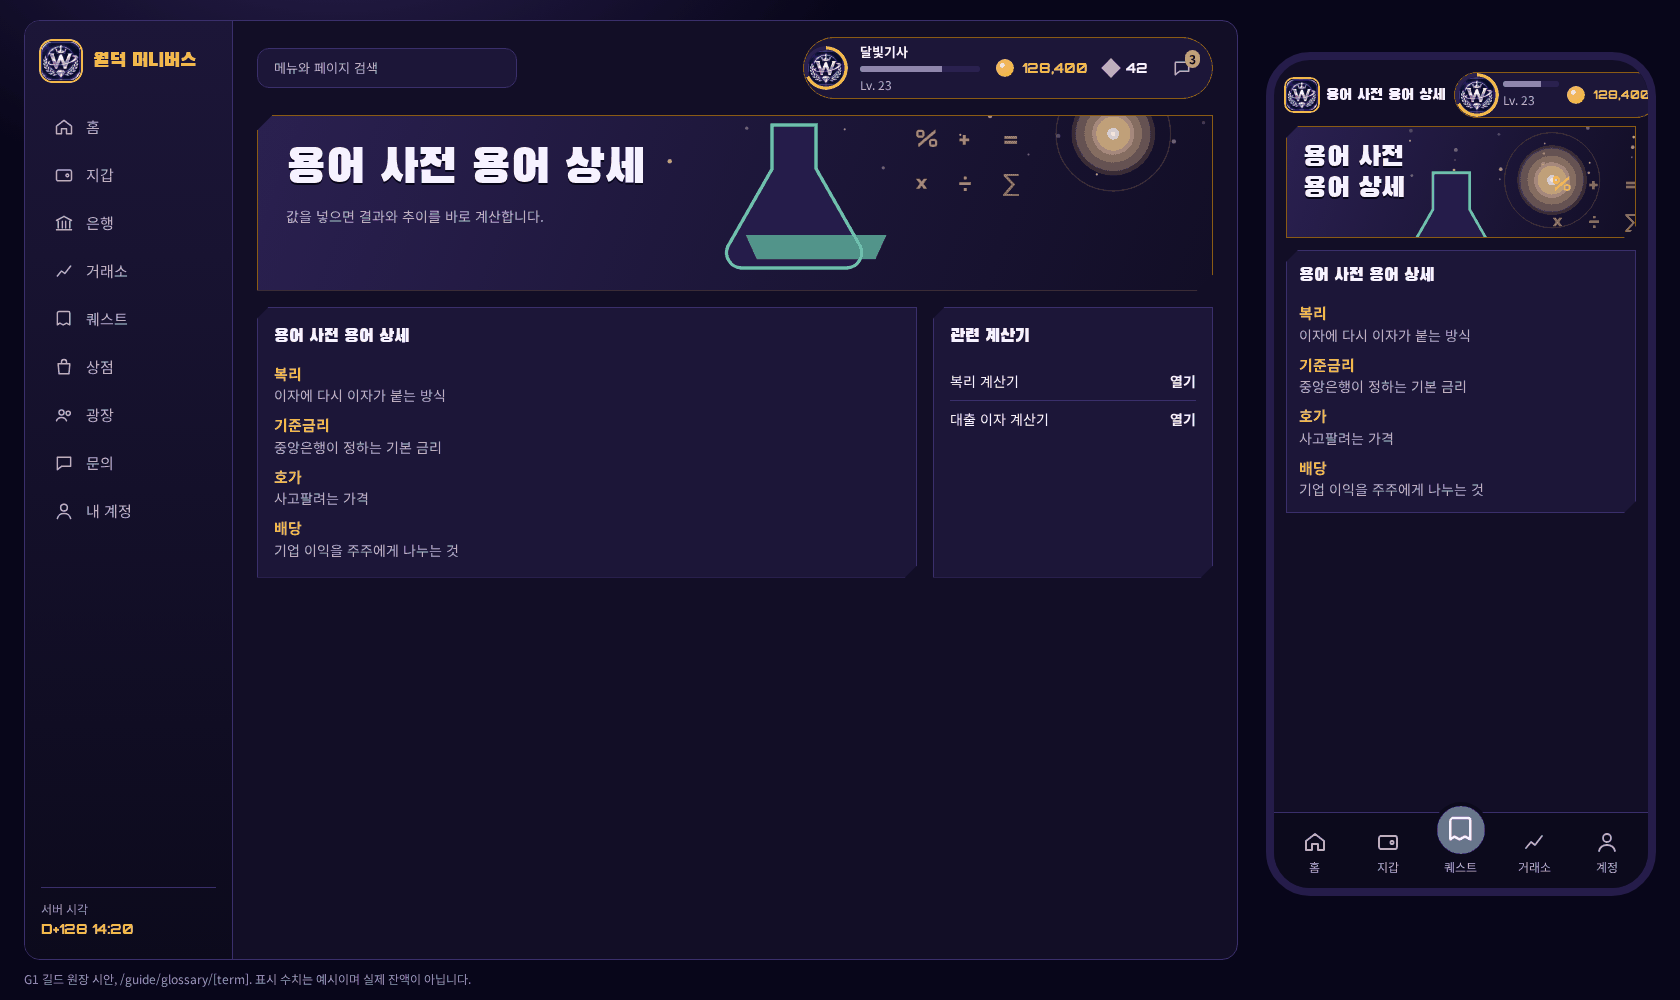 원덕 머니버스
홈
지갑
은행
거래소
퀘스트
상점
광장
문의
내 계정
서버 시각
D+128 14:20
메뉴와 페이지 검색
달빛기사
Lv. 23
128,400
42
3
용어 사전 용어 상세
값을 넣으면 결과와 추이를 바로 계산합니다.
% + =
x ÷ ∑
용어 사전 용어 상세
복리
이자에 다시 이자가 붙는 방식
기준금리
중앙은행이 정하는 기본 금리
호가
사고팔려는 가격
배당
기업 이익을 주주에게 나누는 것
관련 계산기
복리 계산기 열기
대출 이자 계산기 열기
용어 사전 용어 상세
Lv. 23
128,400
용어 사전
용어 상세
% + =
x ÷ ∑
용어 사전 용어 상세
복리
이자에 다시 이자가 붙는 방식
기준금리
중앙은행이 정하는 기본 금리
호가
사고팔려는 가격
배당
기업 이익을 주주에게 나누는 것
홈
지갑
퀘스트
거래소
계정
G1 길드 원장 시안, /guide/glossary/[term]. 표시 수치는 예시이며 실제 잔액이 아닙니다.